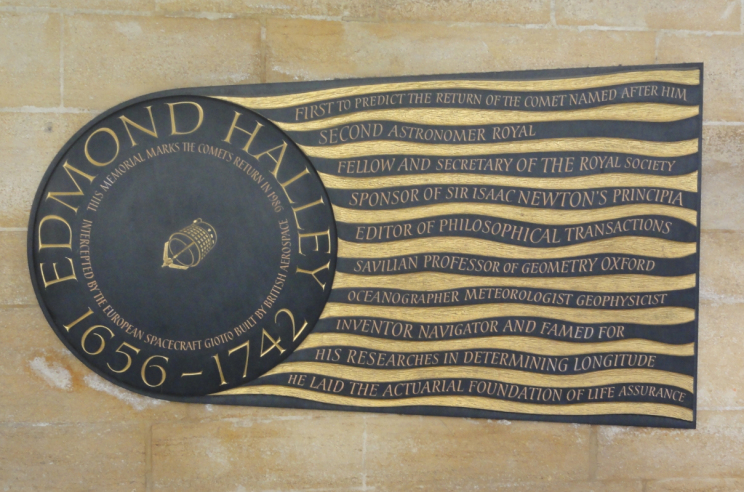 EDMOND HALLEY
1656–1742
THIS MEMORIAL MARKS THE COMETS RETURN IN 1986
INTERCEPTED BY THE EUROPEAN SPACECRAFT GIOTTO BUILT BY BRITISH AEROSPACE
FIRST TO PREDICT THE RETURN OF THE COMET NAMED AFTER HIM
SECOND ASTRONOMER ROYAL
FELLOW AND SECRETARY OF THE ROYAL SOCIETY
SPONSOR OF SIR ISAAC NEWTON'S PRINCIPIA
EDITOR OF PHILOSOPHICAL TRANSACTIONS
SAVILIAN PROFESSOR OF GEOMETRY OXFORD
OCEANOGRAPHER METEOROLOGIST GEOPHYSICIST
INVENTOR NAVIGATOR AND FAMED FOR
HIS RESEARCHES IN DETERMINING LONGITUDE
HE LAID THE ACTUARIAL FOUNDATION OF LIFE ASSURANCE